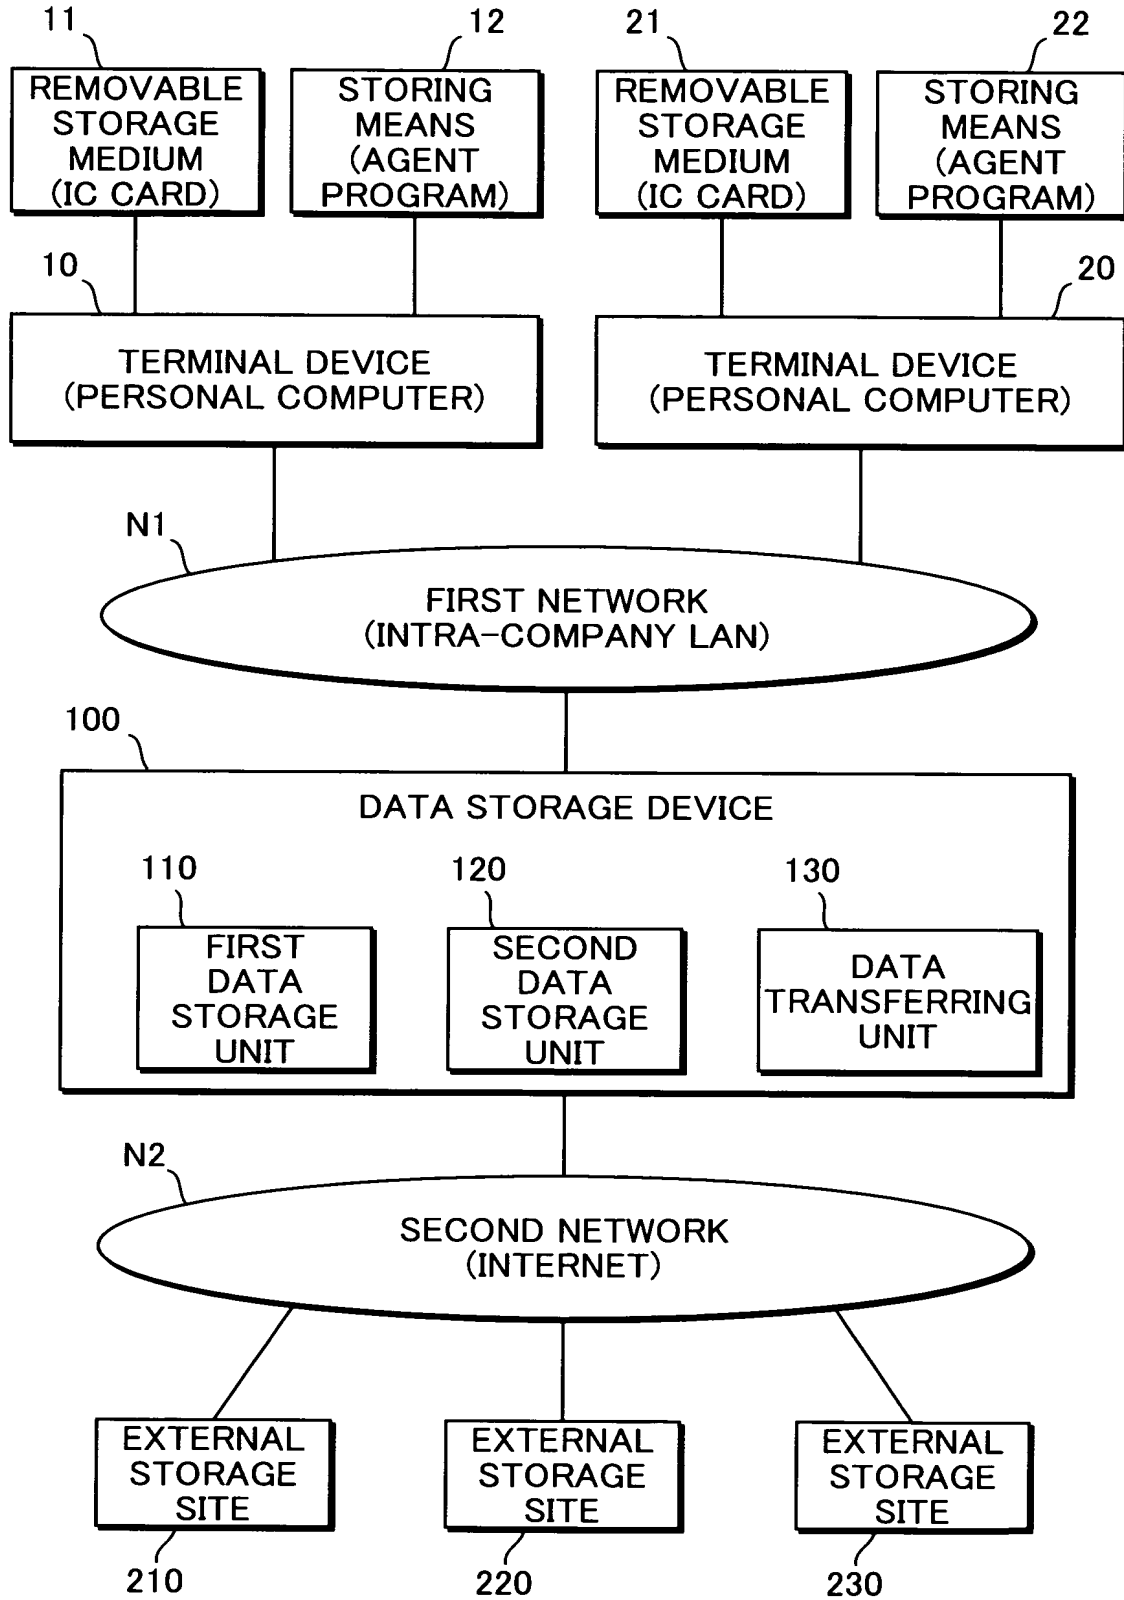 11
12
21
22
REMOVABLE
STORAGE
MEDIUM
(IC CARD)
STORING
MEANS
(AGENT
PROGRAM)
REMOVABLE
STORAGE
MEDIUM
(IC CARD)
STORING
MEANS
(AGENT
PROGRAM)
10
20
TERMINAL DEVICE
(PERSONAL COMPUTER)
TERMINAL DEVICE
(PERSONAL COMPUTER)
N1
FIRST NETWORK
(INTRA-COMPANY LAN)
100
DATA STORAGE DEVICE
110
120
130
FIRST
DATA
STORAGE
UNIT
SECOND
DATA
STORAGE
UNIT
DATA
TRANSFERRING
UNIT
N2
SECOND NETWORK
(INTERNET)
EXTERNAL
STORAGE
SITE
EXTERNAL
STORAGE
SITE
EXTERNAL
STORAGE
SITE
210
220
230